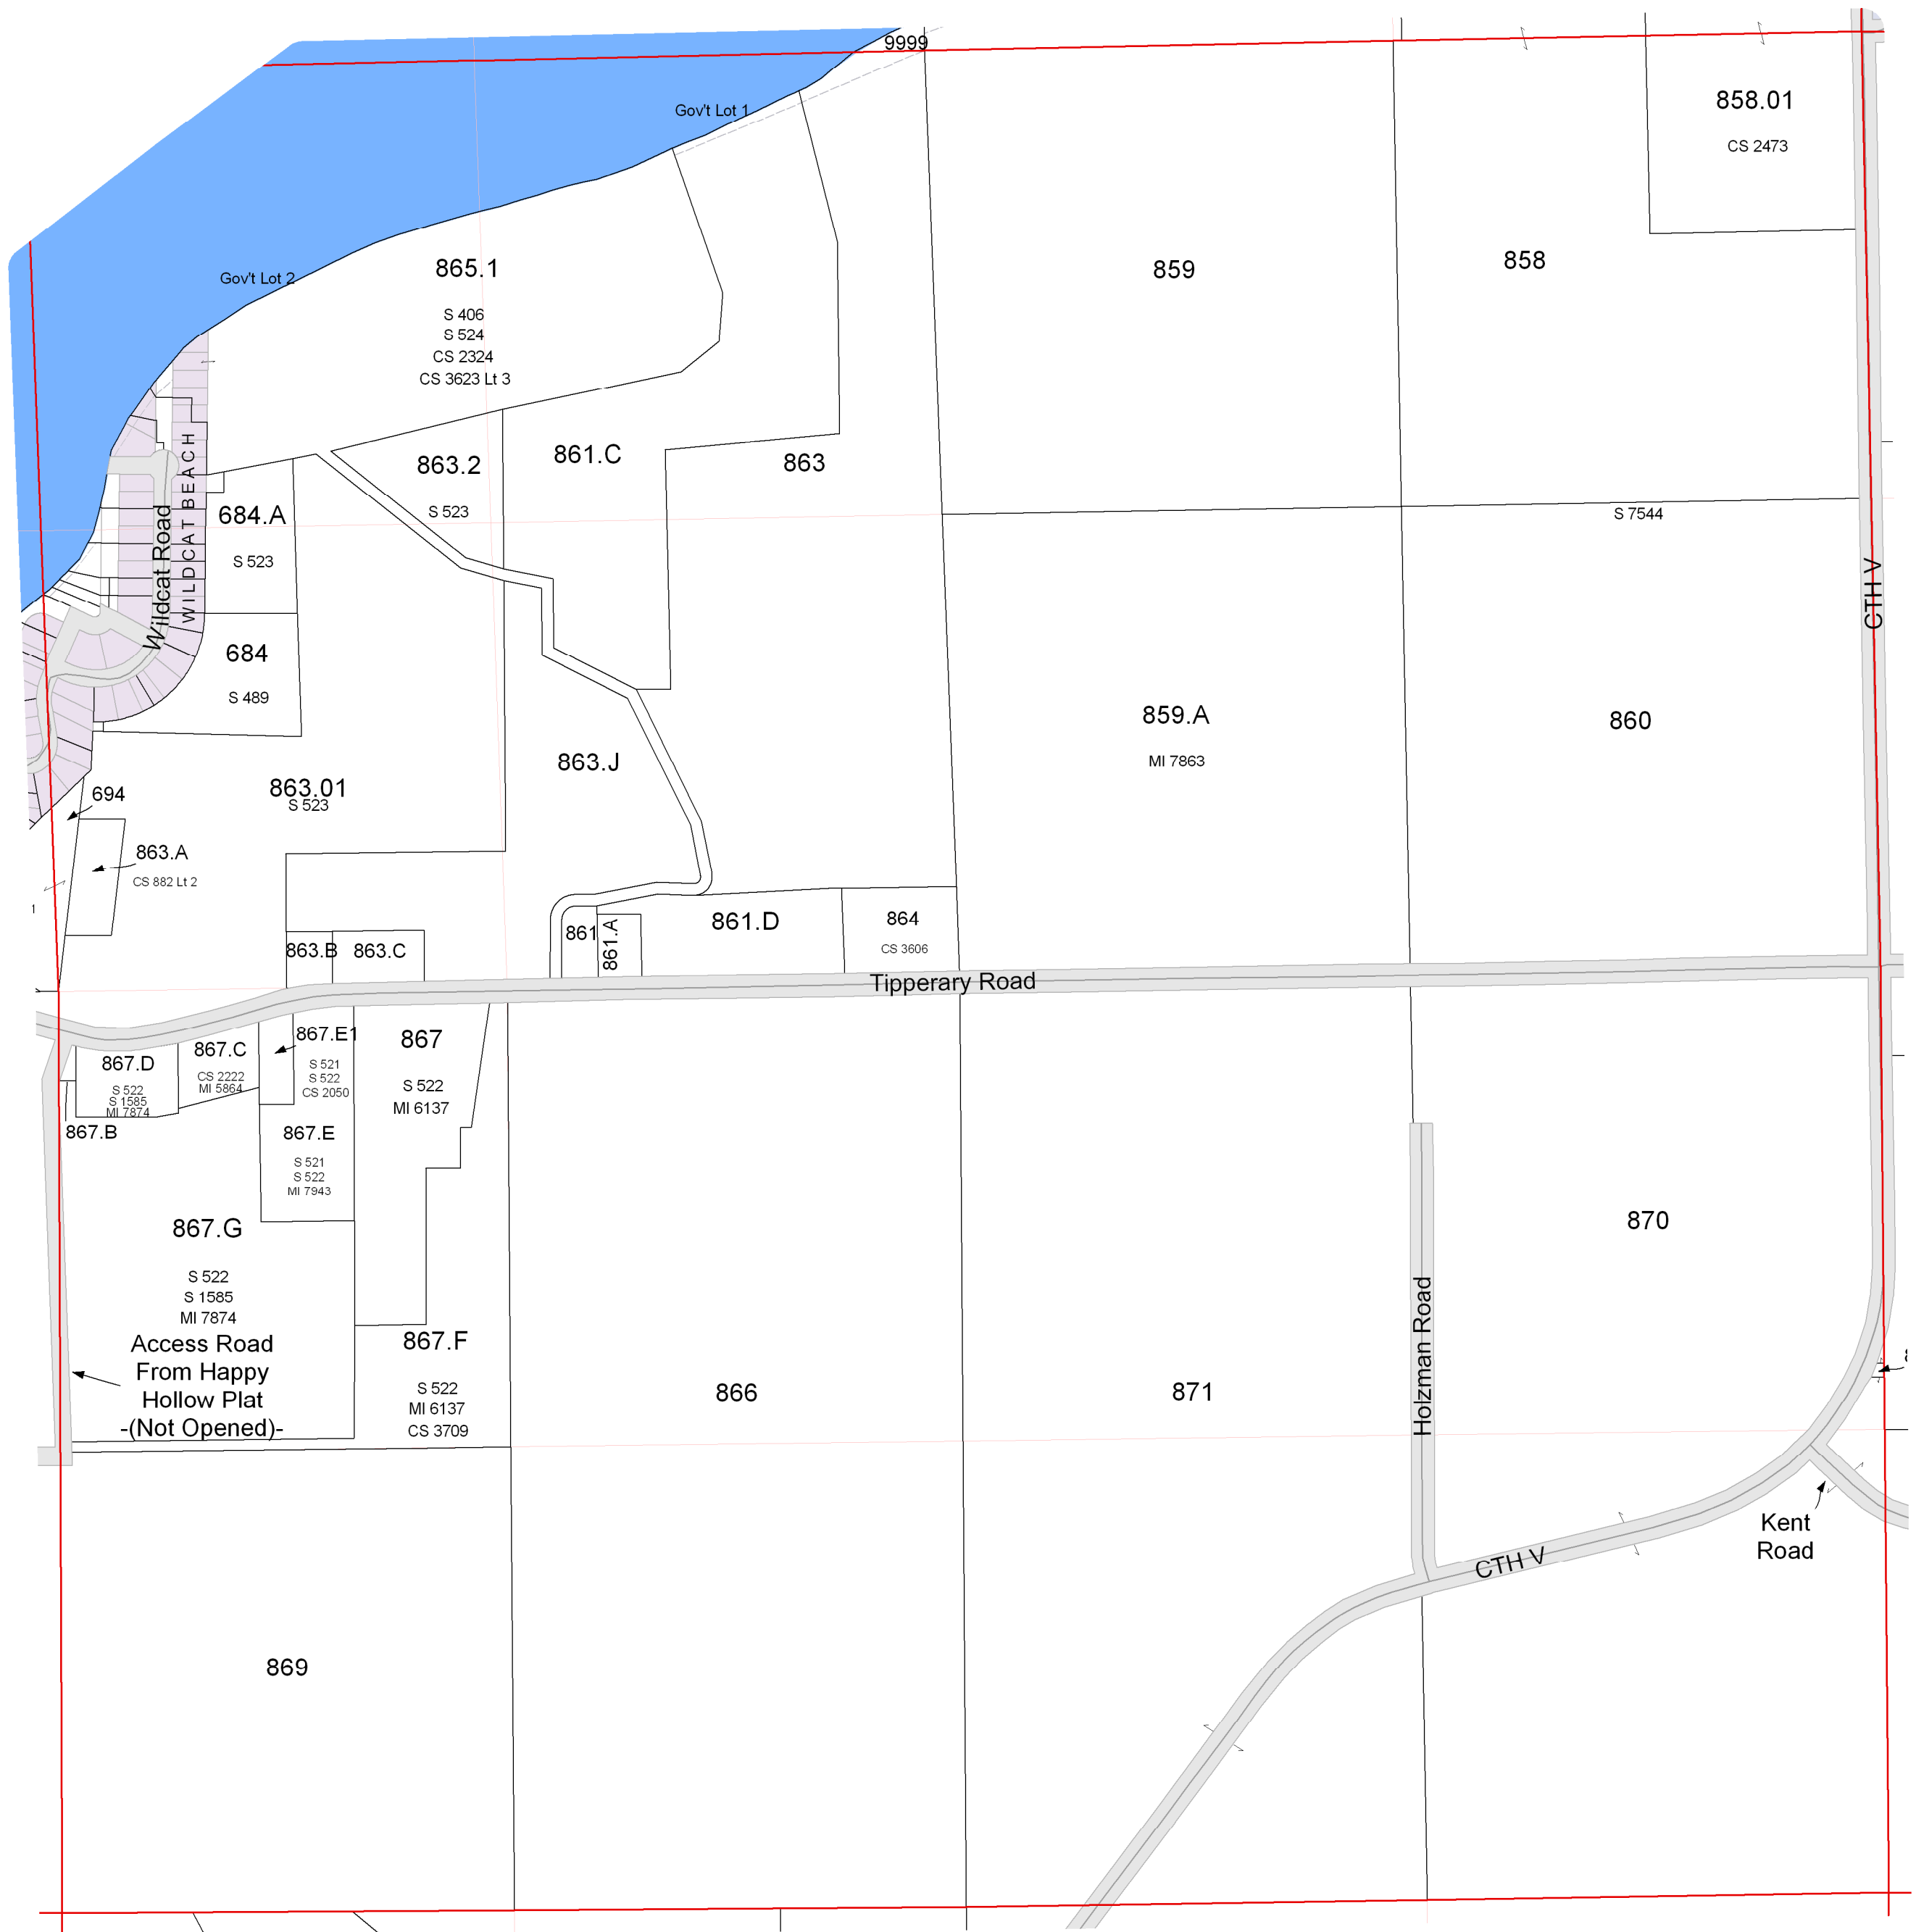 9999
Gov't Lot 1
858.01
CS 2473
Gov't Lot 2
865.1
S 406
S 524
CS 2324
CS 3623 Lt 3
859
858
WILDCAT BEACH
Wildcat Road
684.A
S 523
863.2
S 523
861.C
863
S 7544
CTH V
684
S 489
859.A
MI 7863
860
863.J
863.01
S 523
694
863.A
CS 882 Lt 2
1
863.B
863.C
861
861.A
861.D
864
CS 3606
Tipperary Road
867.D
S 522
S 1585
MI 7874
867.B
867.C
CS 2222
MI 5864
867.E1
S 521
S 522
CS 2050
867
S 522
MI 6137
867.E
S 521
S 522
MI 7943
867.G
S 522
S 1585
MI 7874
Access Road
From Happy
Hollow Plat
-(Not Opened)-
867.F
S 522
MI 6137
CS 3709
866
871
Holzman Road
870
Kent
Road
CTH V
869